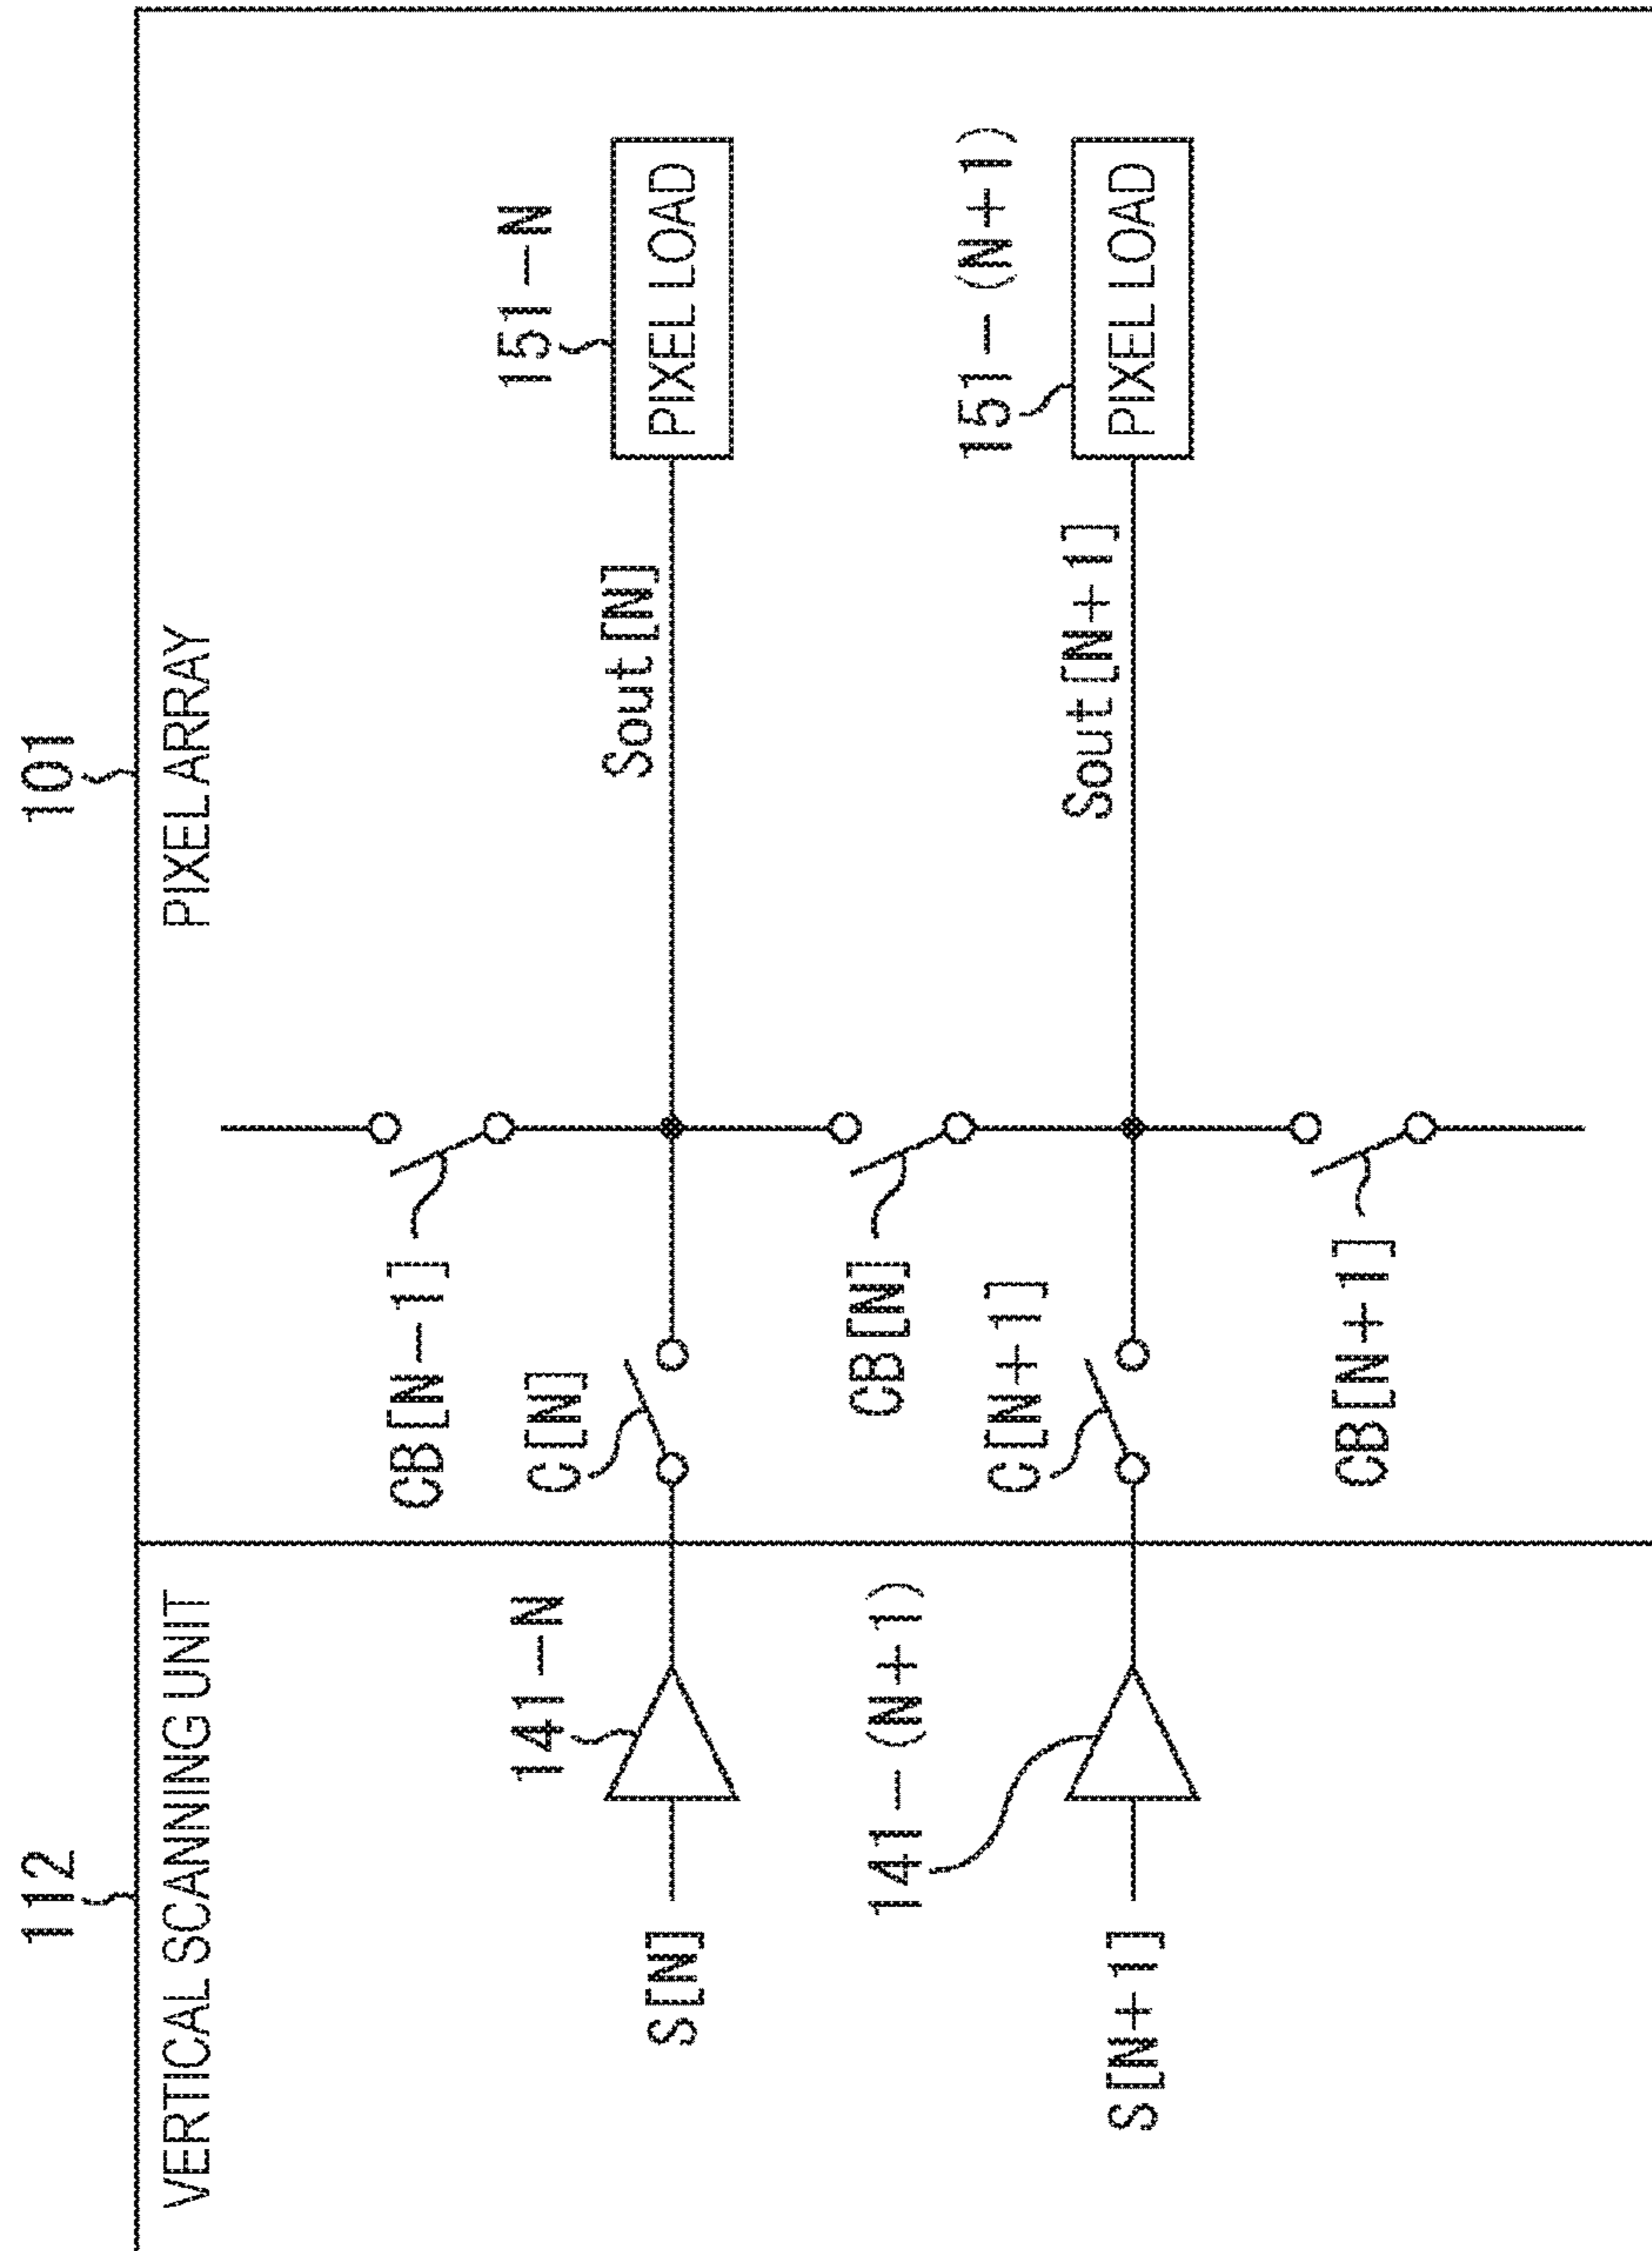 112
101
VERTICAL SCANNING UNIT
PIXEL ARRAY
CB[N-1]
141-N
C[N]
151-N
S[N]
Sout[N]
PIXEL LOAD
CB[N]
141-(N+1)
C[N+1]
151-(N+1)
S[N+1]
Sout[N+1]
PIXEL LOAD
CB[N+1]